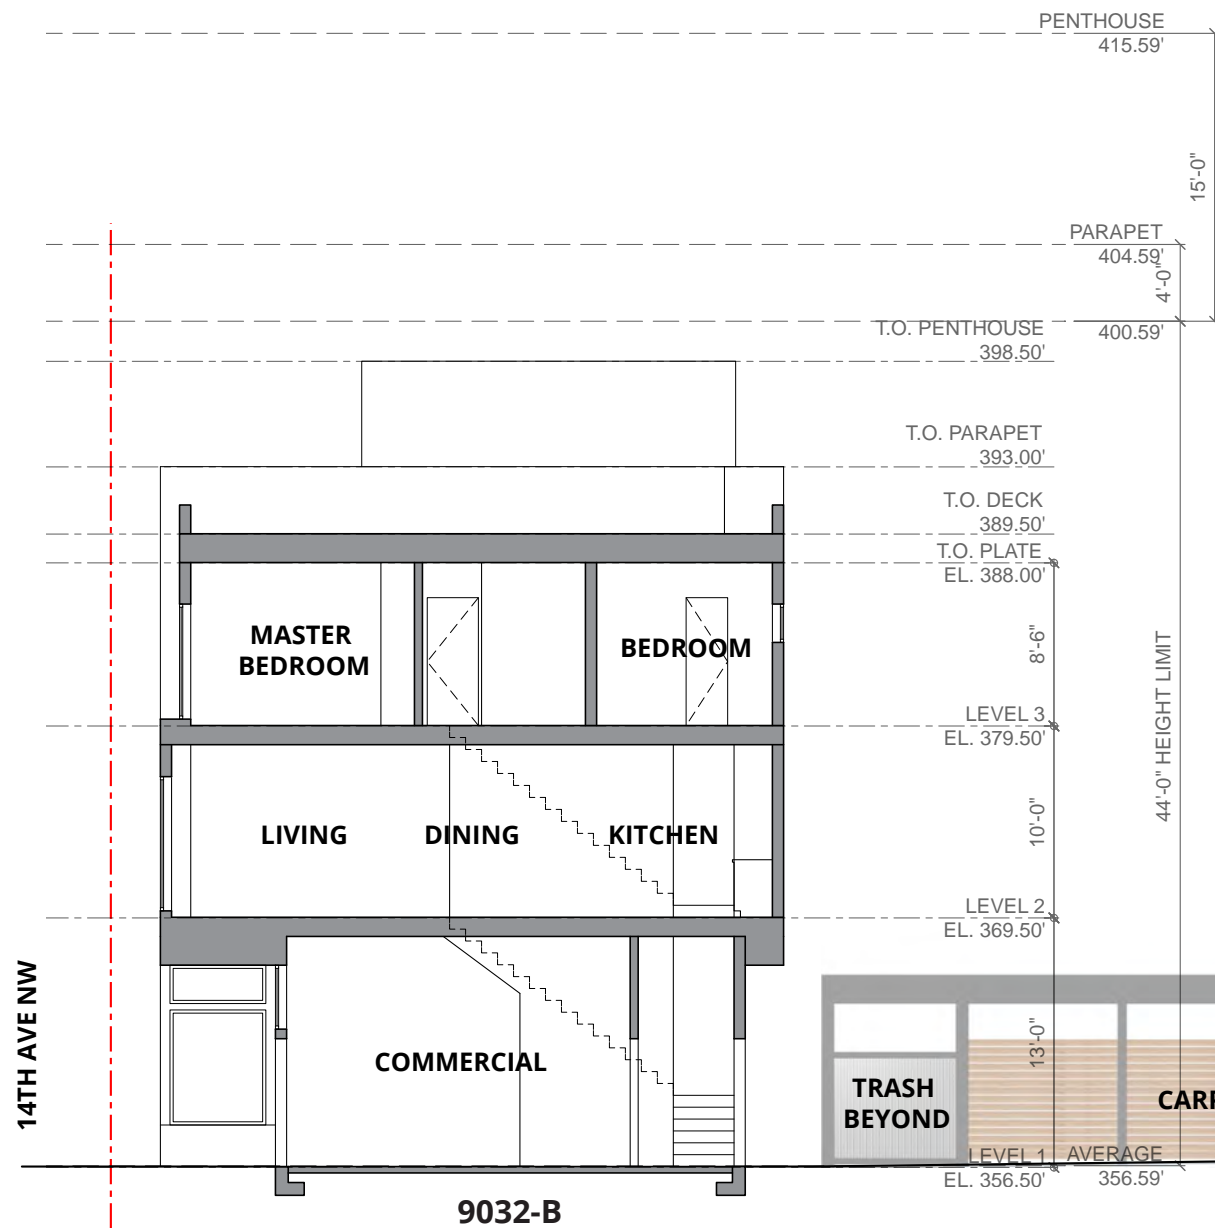 PENTHOUSE
415.59'
15'-0"
PARAPET
404.59'
4'-0"
400.59'
T.O. PENTHOUSE
398.50'
T.O. PARAPET
393.00'
T.O. DECK
389.50'
T.O. PLATE
EL. 388.00'
MASTER
BEDROOM
BEDROOM
8'-6"
44'-0" HEIGHT LIMIT
LEVEL 3
EL. 379.50'
LIVING
DINING
KITCHEN
10'-0"
LEVEL 2
EL. 369.50'
14TH AVE NW
COMMERCIAL
13'-0"
TRASH
BEYOND
CARP
LEVEL 1
EL. 356.50'
AVERAGE
356.59'
9032-B